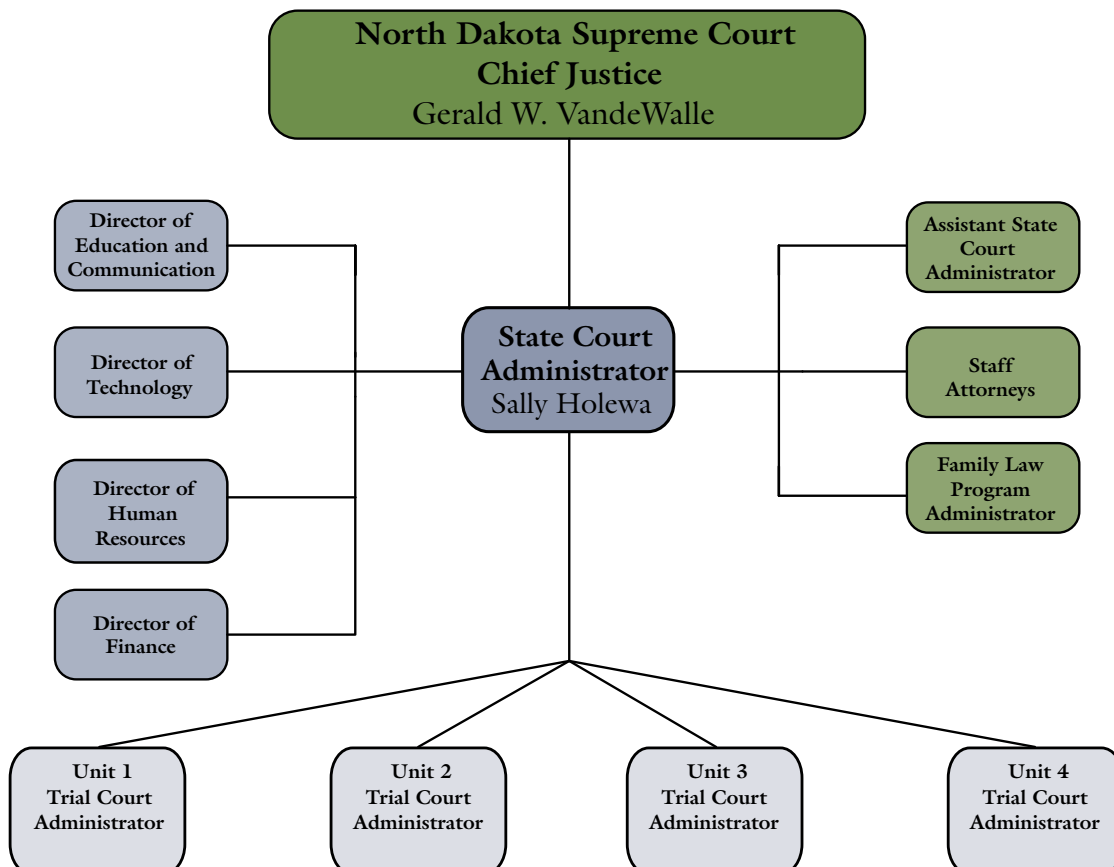 North Dakota Supreme Court
Chief Justice
Gerald W. VandeWalle
Director of
Education and
Communication
Assistant State
Court
Administrator
State Court
Administrator
Sally Holewa
Director of
Technology
Staff
Attorneys
Director of
Human
Resources
Family Law
Program
Administrator
Director of
Finance
Unit 1
Trial Court
Administrator
Unit 2
Trial Court
Administrator
Unit 3
Trial Court
Administrator
Unit 4
Trial Court
Administrator